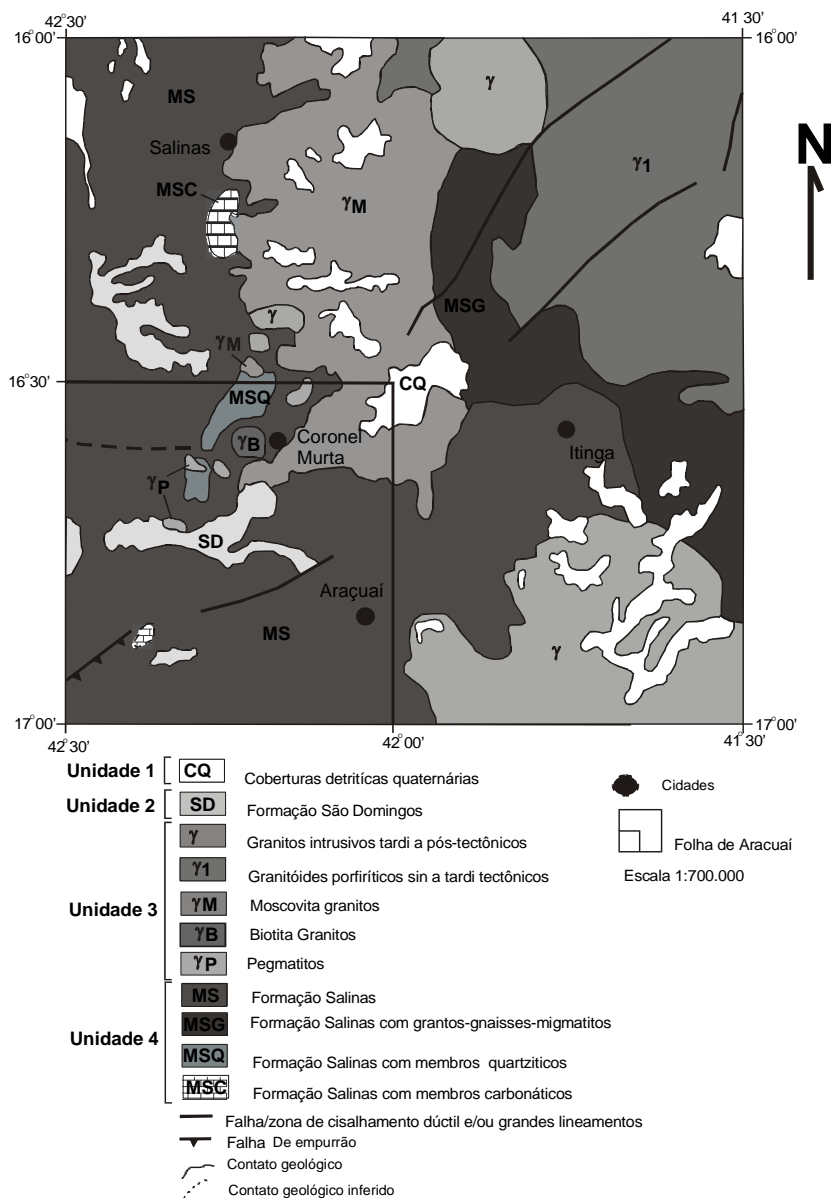 42°30'
41 30'
16°00'
16°00'
γ
MS
N
Salinas
γ1
MSC
γM
MSG
γ
γM
16°30'
CQ
MSQ
γB
Coronel
Murta
Itinga
γP
SD
Araçuaí
MS
γ
17°00'
17°00'
42°30'
42°00'
41°30'
Unidade 1
CQ
Coberturas detritícas quaternárias
Unidade 2
SD
Formação São Domingos
Unidade 3
γ
Granitos intrusivos tardi a pós-tectônicos
γ1
Granitóides porfiríticos sin a tardi tectônicos
γM
Moscovita granitos
γB
Biotita Granitos
γP
Pegmatitos
Unidade 4
MS
Formação Salinas
MSG
Formação Salinas com grantos-gnaisses-migmatitos
MSQ
Formação Salinas com membros quartziticos
MSC
Formação Salinas com membros carbonáticos
Falha/zona de cisalhamento dúctil e/ou grandes lineamentos
Falha De empurrão
Contato geológico
Contato geológico inferido
Cidades
Folha de Aracuaí
Escala 1:700.000